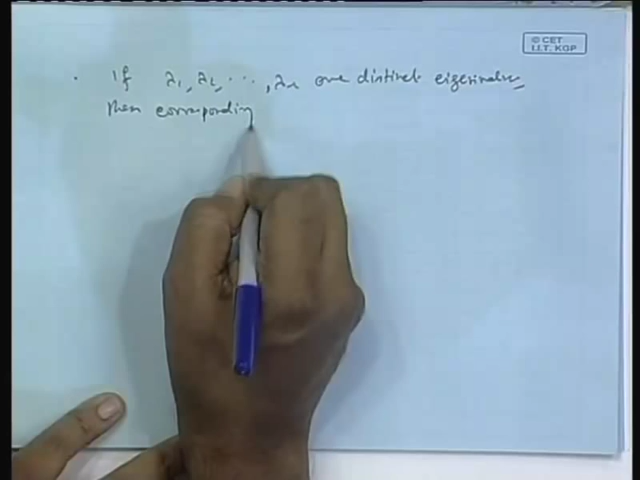 © CET
I.I.T. KGP
. If λ₁, λ₂, ..., λₙ are distinct eigenvalues,
then corresponding